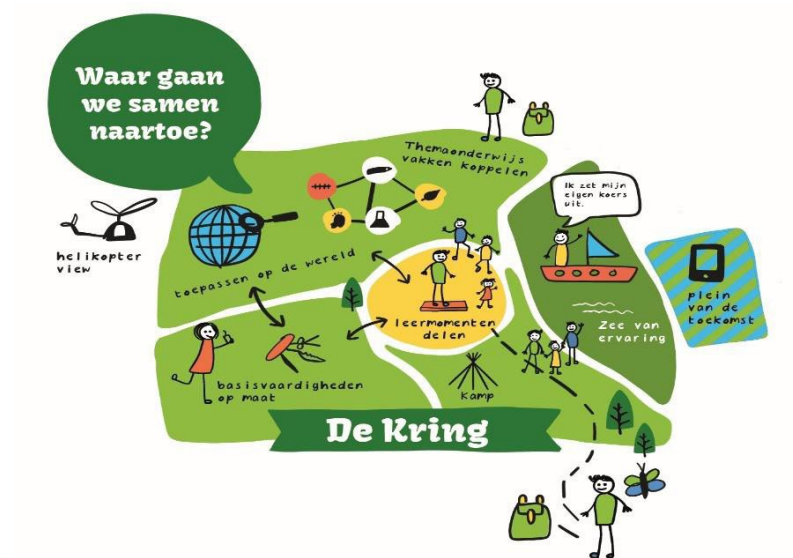 Waar gaan
we samen
naartoe?
Themaonderwijs
vakken koppelen
Ik zet mijn
eigen koers
uit.
helikopter
view
toepassen op de wereld
plein
van de
toekomst
leermomenten
delen
Zee van
ervaring
basisvaardigheden
op maat
Kamp
De Kring